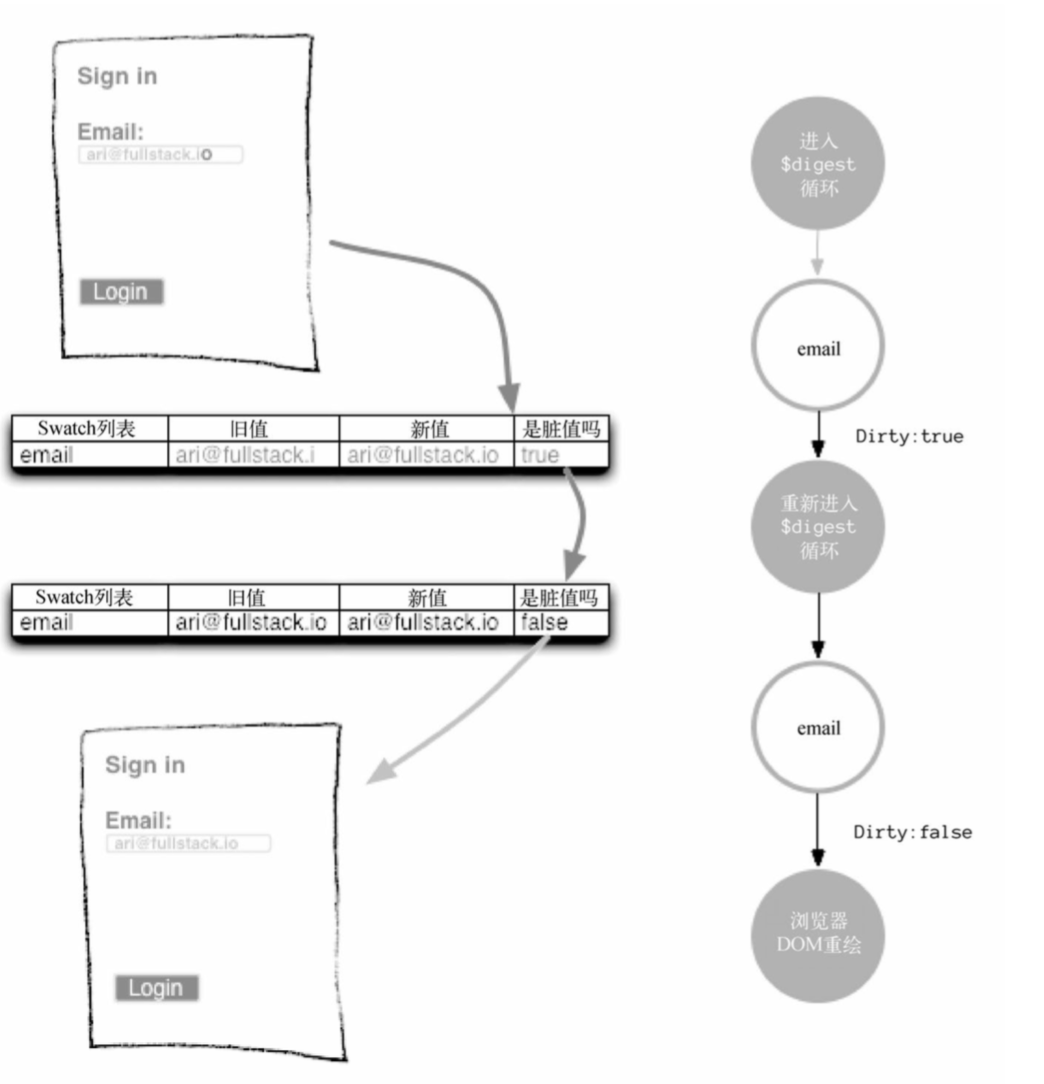 Sign in
Email:
ari@fullstack.io
Login
Swatch列表 旧值 新值 是脏值吗
email ari@fullstack.i ari@fullstack.io true
Swatch列表 旧值 新值 是脏值吗
email ari@fullstack.io ari@fullstack.io false
Sign in
Email:
ari@fullstack.io
Login
进入
$digest
循环
email
Dirty:true
重新进入
$digest
循环
email
Dirty:false
浏览器
DOM重绘